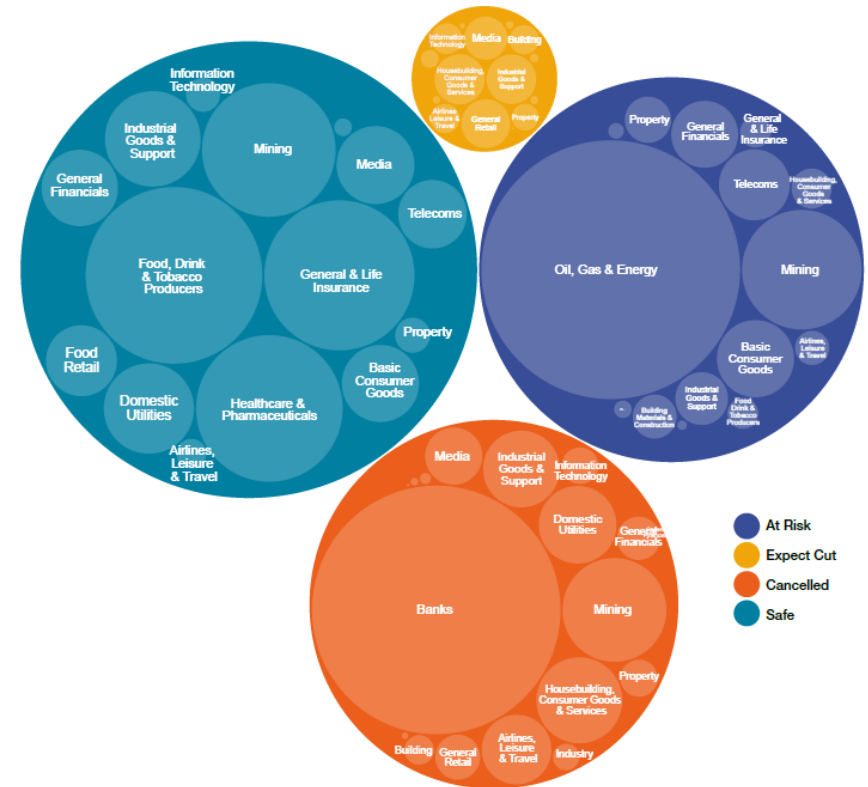 Information
Technology
Industrial
Goods &
Support
Mining
Media
General
Financials
Telecoms
Food, Drink
& Tobacco
Producers
General & Life
Insurance
Property
Food
Retail
Basic
Consumer
Goods
Domestic
Utilities
Healthcare &
Pharmaceuticals
Airlines,
Leisure
& Travel
Information
Technology
Media
Building
Housebuilding,
Consumer
Goods &
Services
Industrial
Goods &
Support
Airlines
Leisure &
Travel
General
Retail
Property
Property
General
Financials
General
& Life
Insurance
Telecoms
Housebuilding,
Consumer
Goods
& Services
Oil, Gas & Energy
Mining
Basic
Consumer
Goods
Airlines,
Leisure
& Travel
Industrial
Goods &
Support
Building
Materials &
Construction
Food
Drink &
Tobacco
Producers
Media
Industrial
Goods &
Support
Information
Technology
Domestic
Utilities
General
Financials
Banks
Mining
Property
Housebuilding,
Consumer Goods
& Services
Building
General
Retail
Airlines,
Leisure
& Travel
Industry
At Risk
Expect Cut
Cancelled
Safe